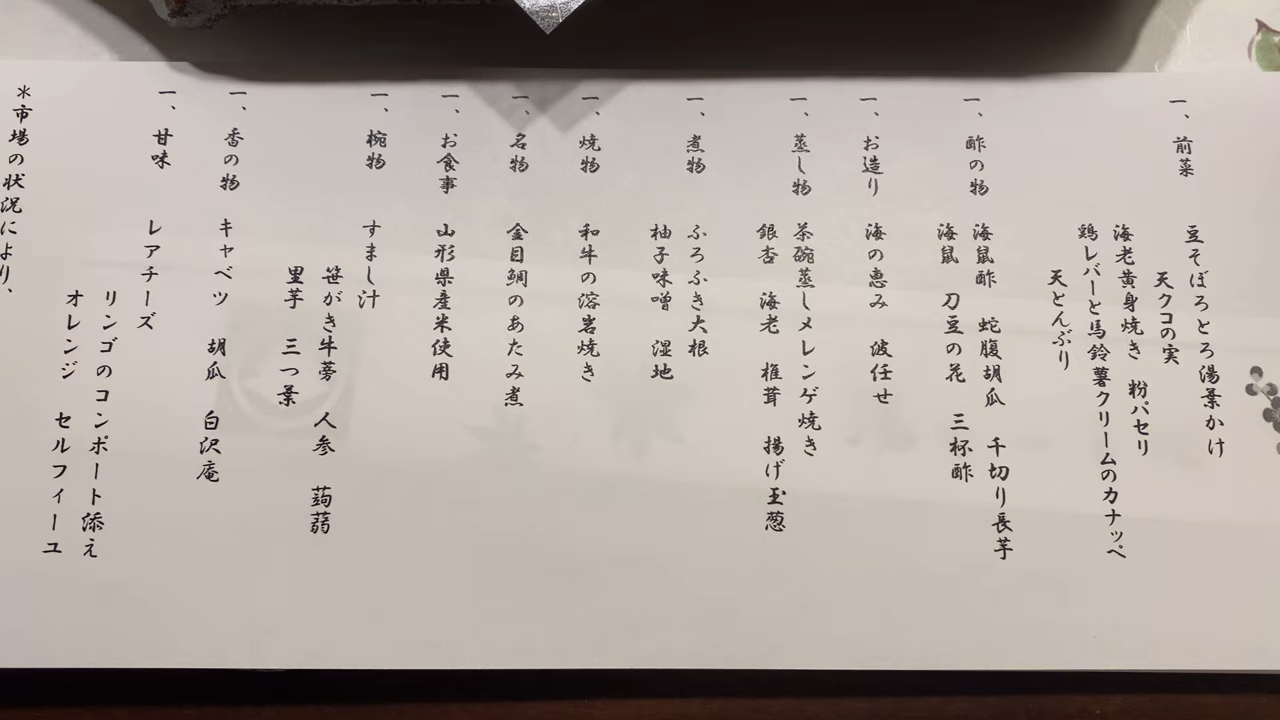 一、前菜
豆そぼろとろ湯葉かけ
天クコの実
海老黄身焼き　粉パセリ
鶏レバーと馬鈴薯クリームのカナッペ
天とんぶり
一、酢の物
海鼠酢　蛇腹胡瓜　千切り長芋
海鼠　刀豆の花　三杯酢
一、お造り　海の恵み　波任せ
一、蒸し物　茶碗蒸しメレンゲ焼き
銀杏　海老　椎茸　揚げ玉葱
一、煮物　ふろふき大根
柚子味噌　湿地
一、焼物　和牛の溶岩焼き
一、名物　金目鯛のあたみ煮
一、お食事　山形県産米使用
一、椀物　すまし汁
笹がき牛蒡　人参　蒟蒻
里芋　三つ葉
一、香の物　キャベツ　胡瓜　白沢庵
一、甘味　レアチーズ
リンゴのコンポート添え
オレンジ　セルフィーユ
＊市場の状況により、